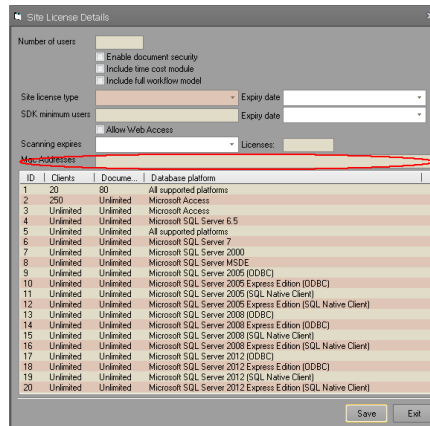 Site License Details
Number of users
Enable document security
Include time cost module
Include full workflow model
Site license type Expiry date
SDK minimum users Expiry date
Allow Web Access
Scanning expires Licenses:
Mac Addresses
ID Clients Docume... Database platform
1 20 80 All supported platforms
2 250 Unlimited Microsoft Access
3 Unlimited Unlimited Microsoft Access
4 Unlimited Unlimited Microsoft SQL Server 6.5
5 Unlimited Unlimited All supported platforms
6 Unlimited Unlimited Microsoft SQL Server 7
7 Unlimited Unlimited Microsoft SQL Server 2000
8 Unlimited Unlimited Microsoft SQL Server MSDE
9 Unlimited Unlimited Microsoft SQL Server 2005 (ODBC)
10 Unlimited Unlimited Microsoft SQL Server 2005 Express Edition (ODBC)
11 Unlimited Unlimited Microsoft SQL Server 2005 (SQL Native Client)
12 Unlimited Unlimited Microsoft SQL Server 2005 Express Edition (SQL Native Client)
13 Unlimited Unlimited Microsoft SQL Server 2008 (ODBC)
14 Unlimited Unlimited Microsoft SQL Server 2008 Express Edition (ODBC)
15 Unlimited Unlimited Microsoft SQL Server 2008 (SQL Native Client)
16 Unlimited Unlimited Microsoft SQL Server 2008 Express Edition (SQL Native Client)
17 Unlimited Unlimited Microsoft SQL Server 2012 (ODBC)
18 Unlimited Unlimited Microsoft SQL Server 2012 Express Edition (ODBC)
19 Unlimited Unlimited Microsoft SQL Server 2012 (SQL Native Client)
20 Unlimited Unlimited Microsoft SQL Server 2012 Express Edition (SQL Native Client)
Save Exit